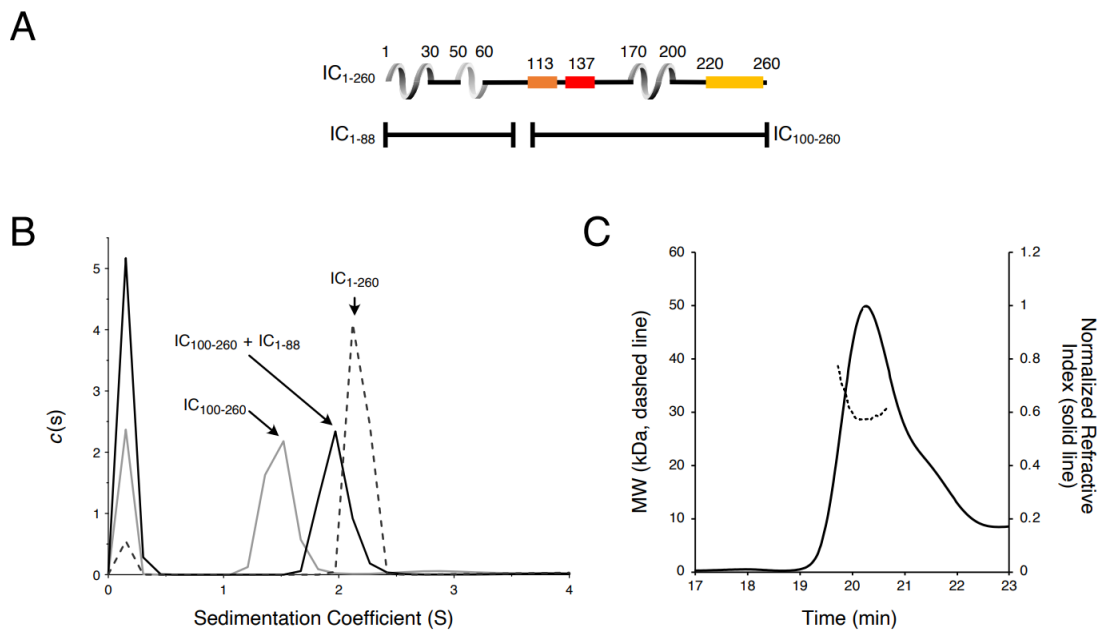 A
1 30 50 60 113 137 170 200 220 260
IC1-260
IC1-88
IC100-260
B
5
4
3
2
1
0
c(s)
0 1 2 3 4
Sedimentation Coefficient (S)
IC1-260
IC100-260 + IC1-88
IC100-260
C
60
50
40
30
20
10
0
MW (kDa, dashed line)
1.2
1
0.8
0.6
0.4
0.2
0
Normalized Refractive
Index (solid line)
17 18 19 20 21 22 23
Time (min)